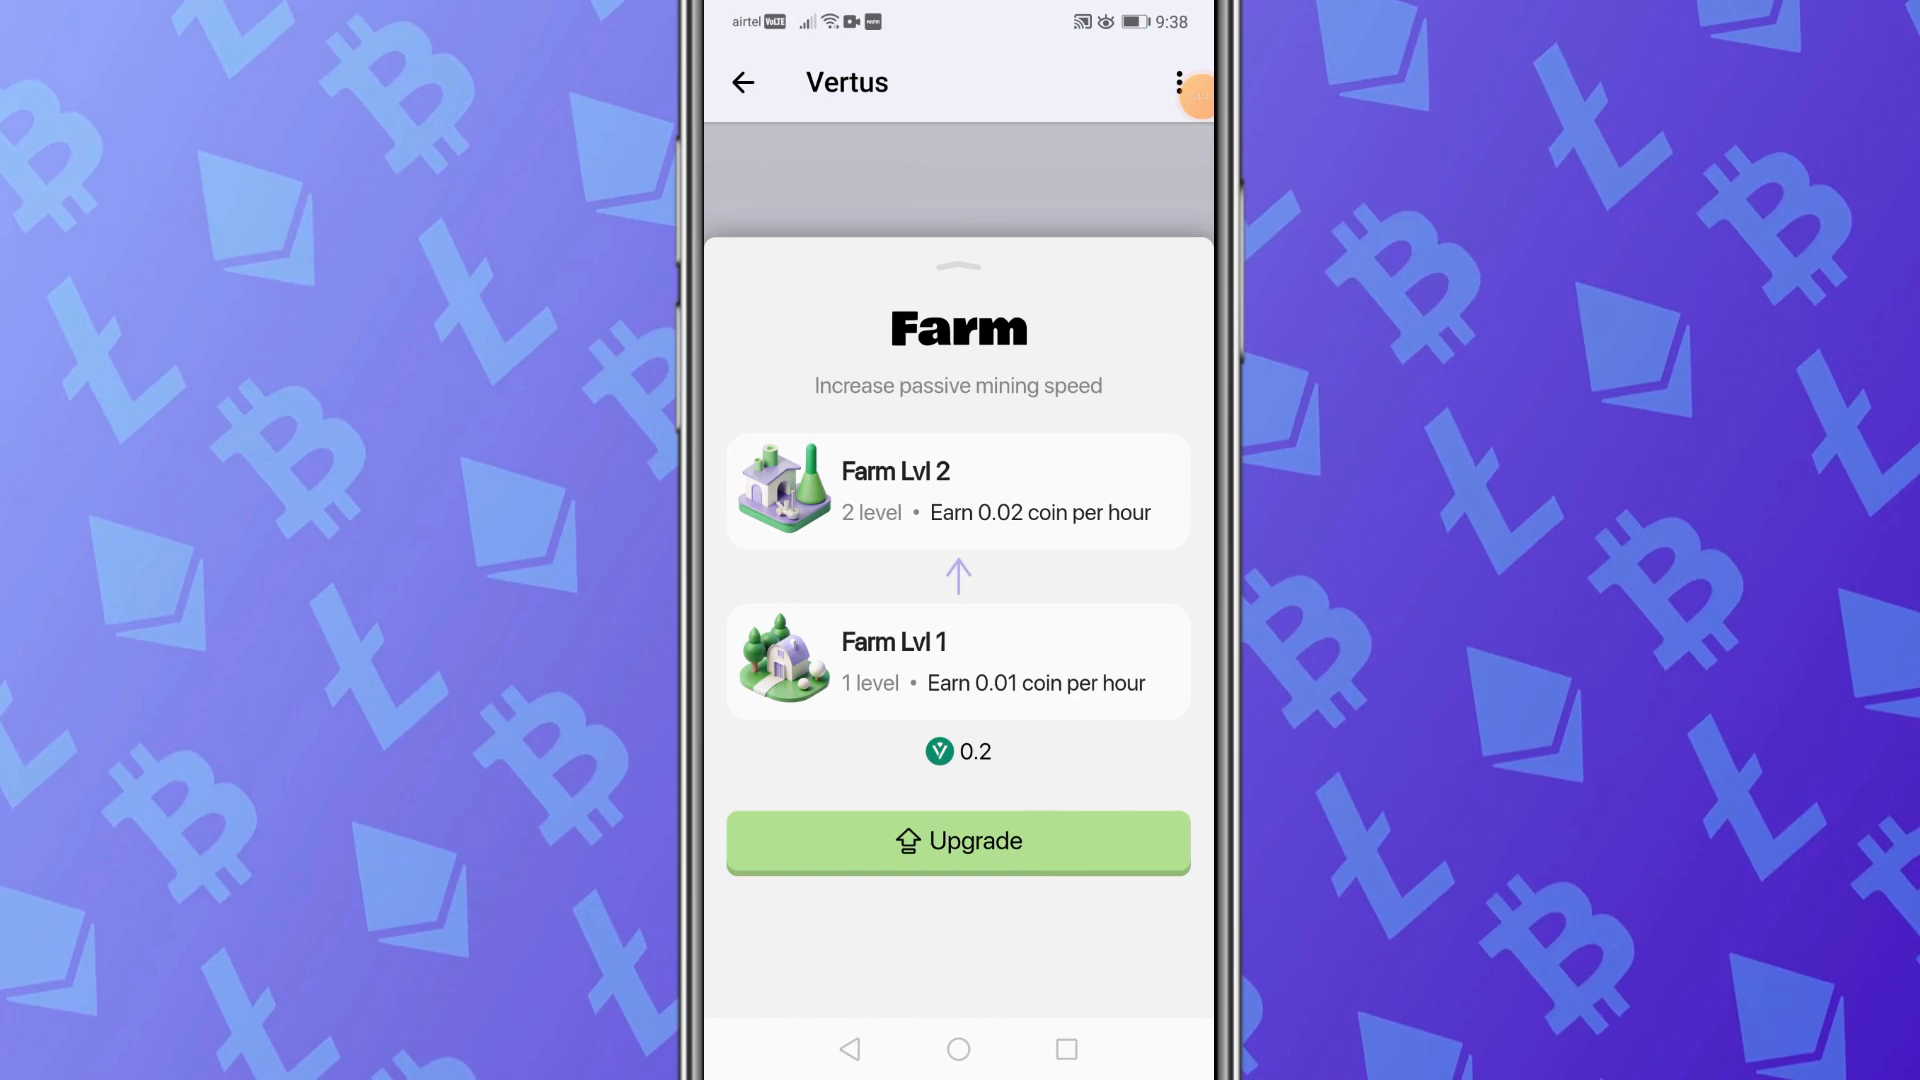 airtel VoLTE 9:38
Vertus
Farm
Increase passive mining speed
Farm Lvl 2
2 level • Earn 0.02 coin per hour
Farm Lvl 1
1 level • Earn 0.01 coin per hour
0.2
Upgrade